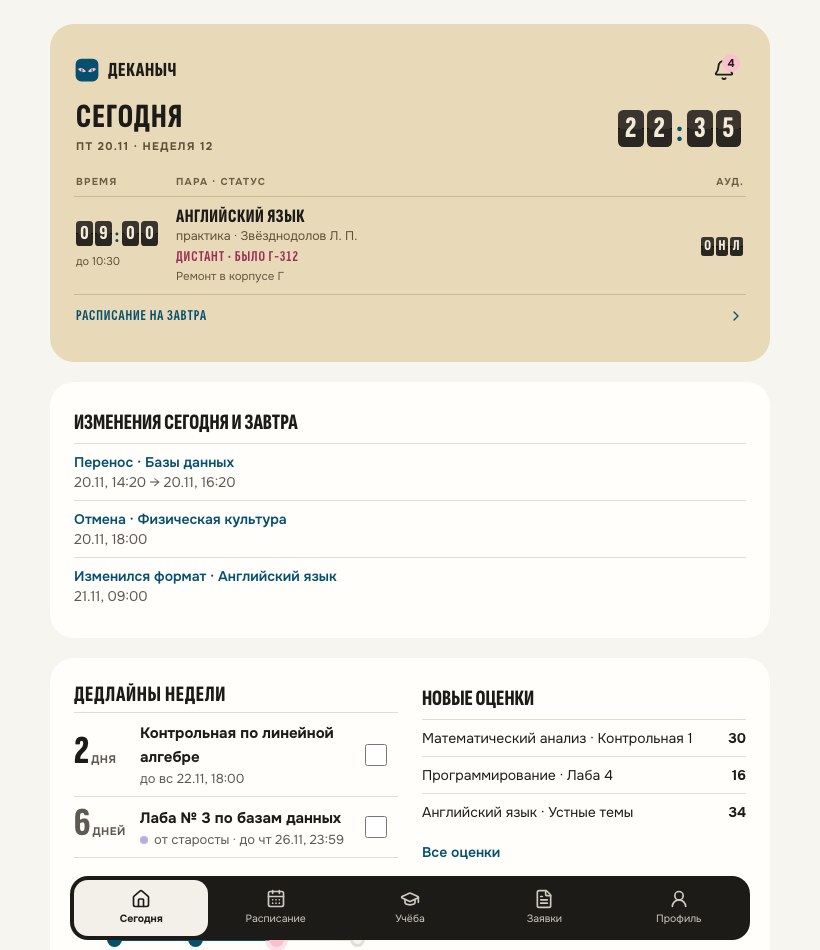 ДЕКАНЫЧ
4
СЕГОДНЯ
ПТ 20.11 · НЕДЕЛЯ 12
22:35
ВРЕМЯ ПАРА · СТАТУС АУД.
09:00
до 10:30
АНГЛИЙСКИЙ ЯЗЫК
практика · Звёзднодолов Л. П.
ДИСТАНТ · БЫЛО Г-312
Ремонт в корпусе Г
ОНЛ
РАСПИСАНИЕ НА ЗАВТРА
ИЗМЕНЕНИЯ СЕГОДНЯ И ЗАВТРА
Перенос · Базы данных
20.11, 14:20 → 20.11, 16:20
Отмена · Физическая культура
20.11, 18:00
Изменился формат · Английский язык
21.11, 09:00
ДЕДЛАЙНЫ НЕДЕЛИ
2 ДНЯ
Контрольная по линейной
алгебре
до вс 22.11, 18:00
6 ДНЕЙ
Лаба № 3 по базам данных
от старосты · до чт 26.11, 23:59
НОВЫЕ ОЦЕНКИ
Математический анализ · Контрольная 1 30
Программирование · Лаба 4 16
Английский язык · Устные темы 34
Все оценки
Сегодня Расписание Учёба Заявки Профиль